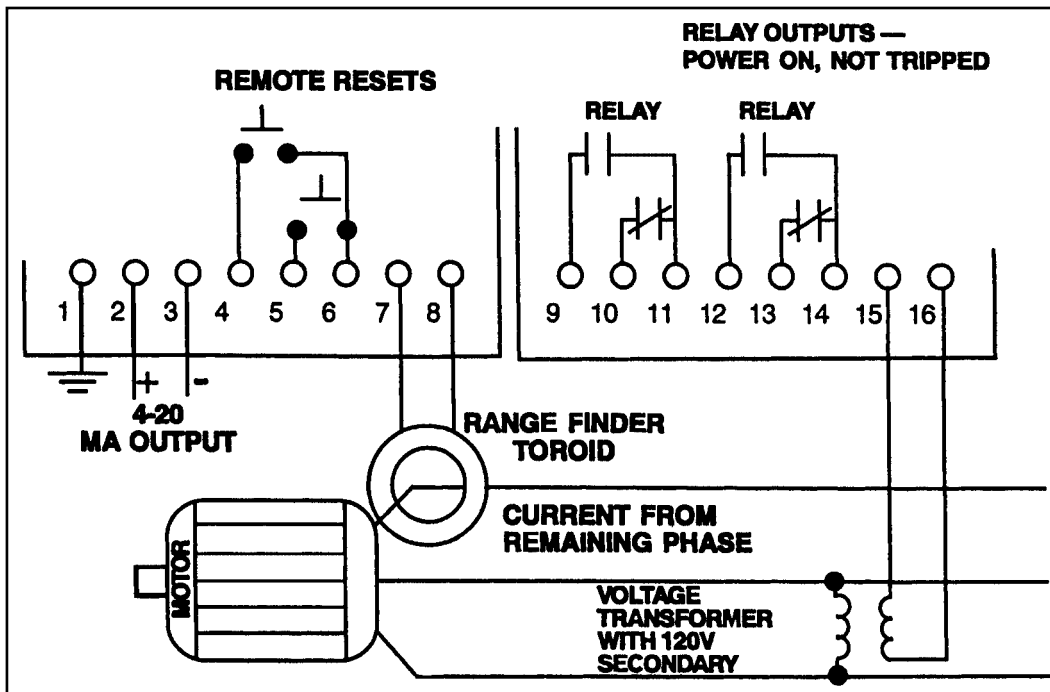 RELAY OUTPUTS —
POWER ON, NOT TRIPPED
REMOTE RESETS
RELAY
RELAY
1
2
3
4
5
6
7
8
9
10
11
12
13
14
15
16
+
-
4-20
MA OUTPUT
RANGE FINDER
TOROID
CURRENT FROM
REMAINING PHASE
MOTOR
VOLTAGE
TRANSFORMER
WITH 120V
SECONDARY